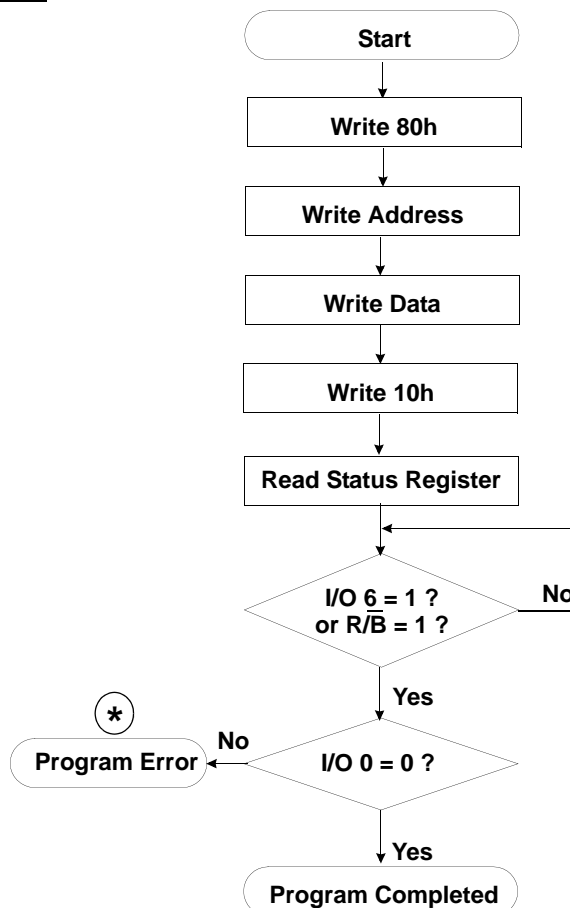 Start
Write 80h
Write Address
Write Data
Write 10h
Read Status Register
I/O 6 = 1 ?
or R/B̅ = 1 ?
No
Yes
*
No
Program Error
I/O 0 = 0 ?
Yes
Program Completed